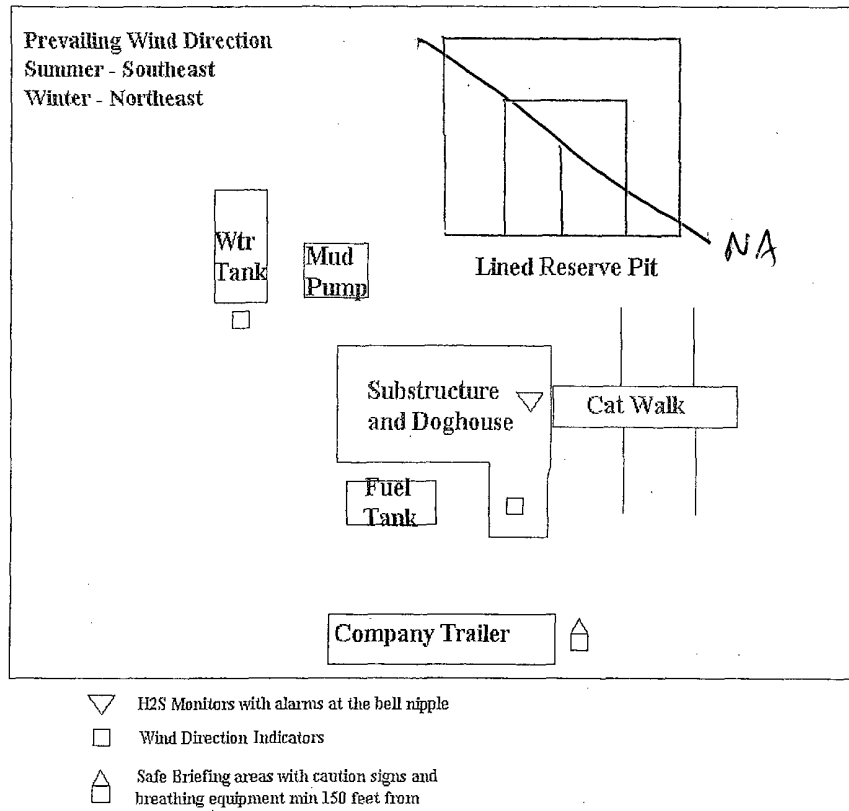 Prevailing Wind Direction
Summer - Southeast
Winter - Northeast
NA
Lined Reserve Pit
Wtr
Tank
Mud
Pump
Substructure
and Doghouse
Cat Walk
Fuel
Tank
Company Trailer
H2S Monitors with alarms at the bell nipple
Wind Direction Indicators
Safe Briefing areas with caution signs and
breathing equipment min 150 feet from